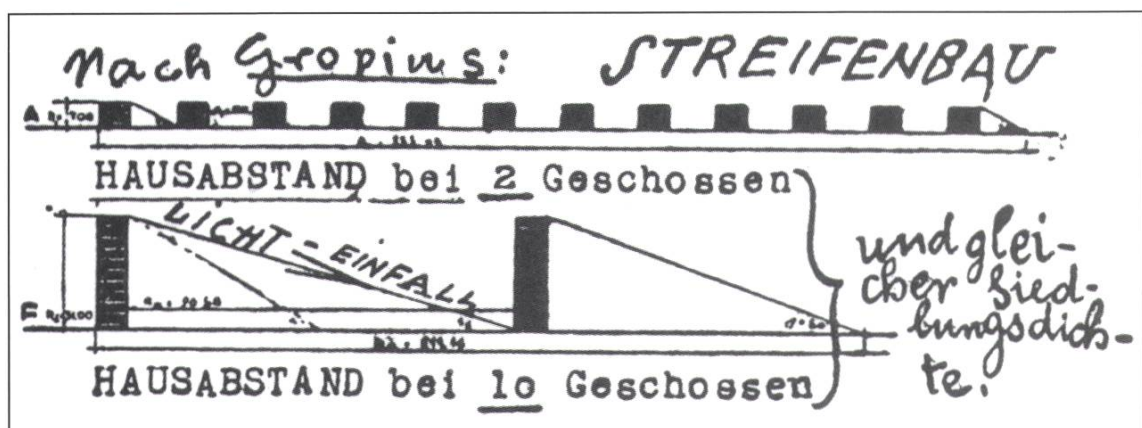 Nach Gropius: STREIFENBAU
A
HAUSABSTAND bei 2 Geschossen
LICHT-EINFALL
F
HAUSABSTAND bei 10 Geschossen
und glei-
cher Sied-
lungsdich-
te.